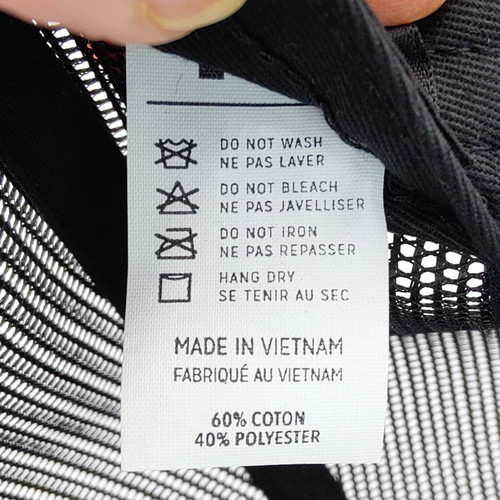 DO NOT WASH
NE PAS LAVER
DO NOT BLEACH
NE PAS JAVELLISER
DO NOT IRON
NE PAS REPASSER
HANG DRY
SE TENIR AU SEC
MADE IN VIETNAM
FABRIQUÉ AU VIETNAM
60% COTON
40% POLYESTER